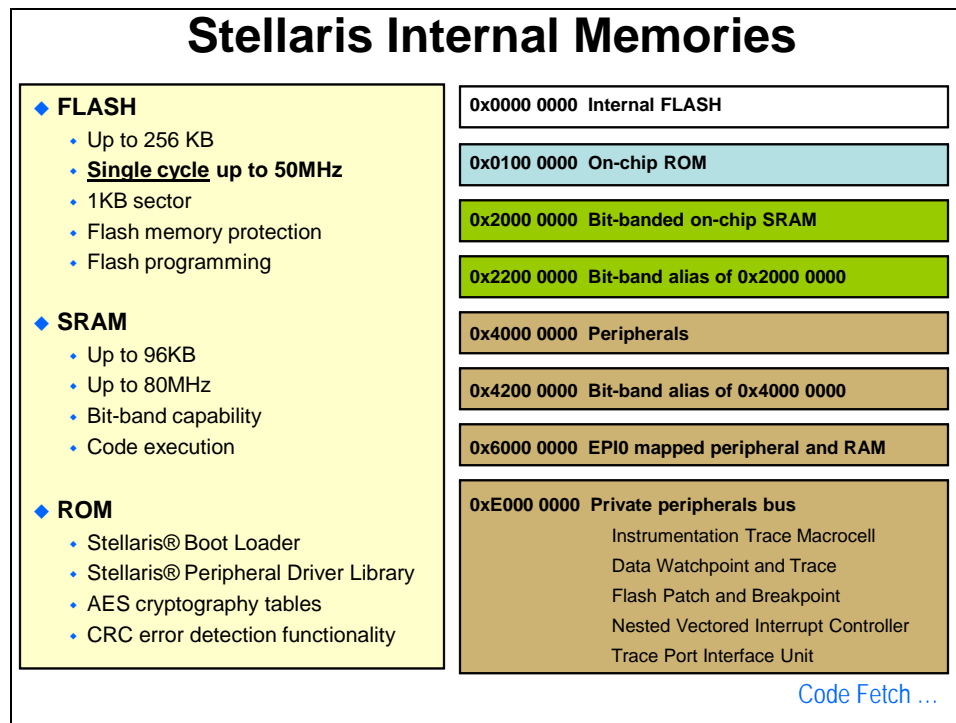 Stellaris Internal Memories
FLASH
Up to 256 KB
Single cycle up to 50MHz
1KB sector
Flash memory protection
Flash programming
SRAM
Up to 96KB
Up to 80MHz
Bit-band capability
Code execution
ROM
Stellaris® Boot Loader
Stellaris® Peripheral Driver Library
AES cryptography tables
CRC error detection functionality
0x0000 0000 Internal FLASH
0x0100 0000 On-chip ROM
0x2000 0000 Bit-banded on-chip SRAM
0x2200 0000 Bit-band alias of 0x2000 0000
0x4000 0000 Peripherals
0x4200 0000 Bit-band alias of 0x4000 0000
0x6000 0000 EPI0 mapped peripheral and RAM
0xE000 0000 Private peripherals bus
Instrumentation Trace Macrocell
Data Watchpoint and Trace
Flash Patch and Breakpoint
Nested Vectored Interrupt Controller
Trace Port Interface Unit
Code Fetch ...